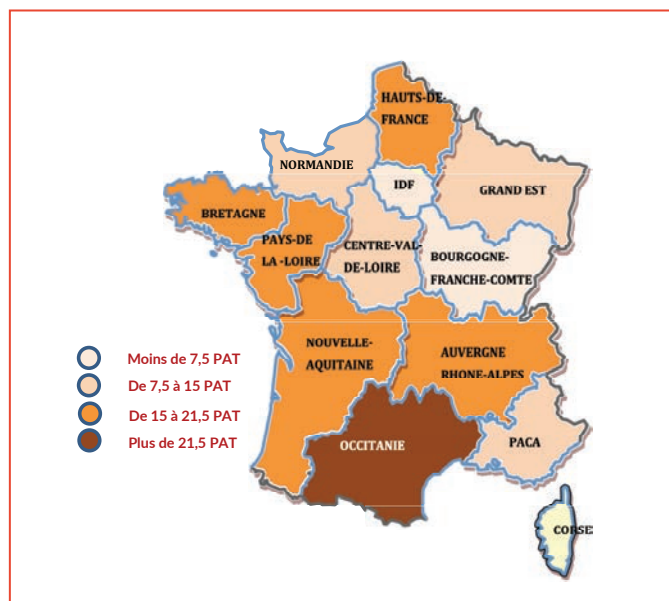 HAUTS-DE-
FRANCE
NORMANDIE
IDF
GRAND EST
BRETAGNE
PAYS-DE
LA -LOIRE
CENTRE-VAL-
DE-LOIRE
BOURGOGNE-
FRANCHE-COMTE
NOUVELLE-
AQUITAINE
AUVERGNE
RHONE-ALPES
OCCITANIE
PACA
CORSE
Moins de 7,5 PAT
De 7,5 à 15 PAT
De 15 à 21,5 PAT
Plus de 21,5 PAT